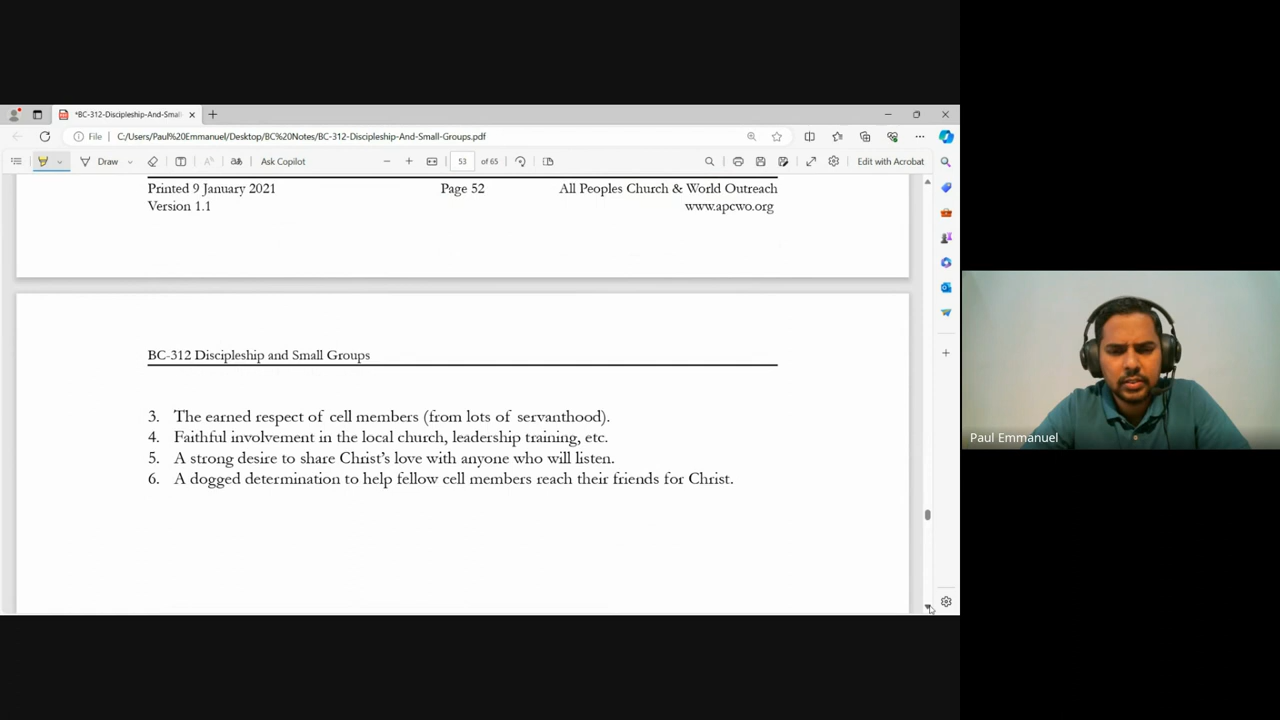 *BC-312-Discipleship-And-Small-
File C:/Users/Paul%20Emmanuel/Desktop/BC%20Notes/BC-312-Discipleship-And-Small-Groups.pdf
Draw Ask Copilot 53 of 65 Edit with Acrobat
Printed 9 January 2021 Page 52 All Peoples Church & World Outreach
Version 1.1 www.apcwo.org
BC-312 Discipleship and Small Groups
3. The earned respect of cell members (from lots of servanthood).
4. Faithful involvement in the local church, leadership training, etc.
5. A strong desire to share Christ's love with anyone who will listen.
6. A dogged determination to help fellow cell members reach their friends for Christ.
Paul Emmanuel